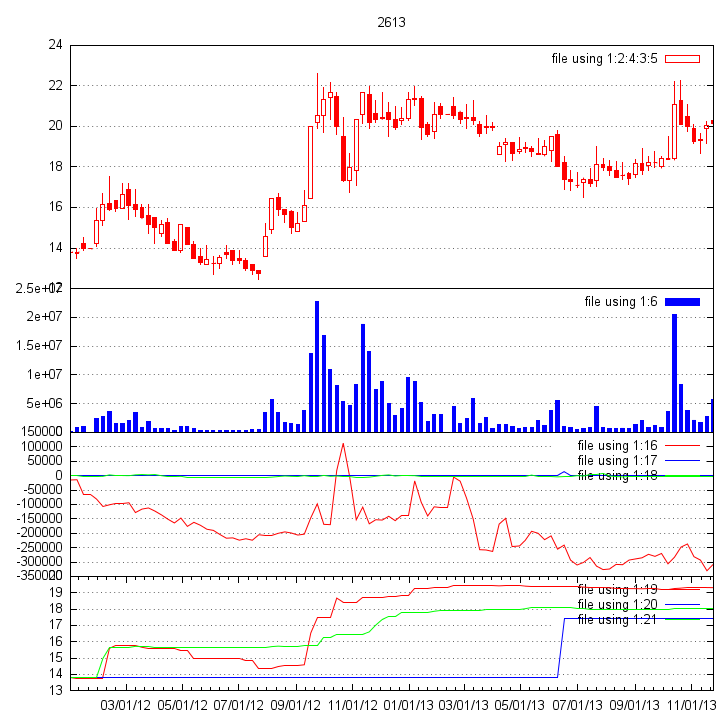 2613
24
file using 1:2:4:3:5
22
20
18
16
14
12
2.5e+07
file using 1:6
2e+07
1.5e+07
1e+07
5e+06
150000
100000
file using 1:16
50000
file using 1:17
0
file using 1:18
-50000
-100000
-150000
-200000
-250000
-300000
-350000
19
file using 1:19
18
file using 1:20
17
file using 1:21
16
15
14
13
03/01/12 05/01/12 07/01/12 09/01/12 11/01/12 01/01/13 03/01/13 05/01/13 07/01/13 09/01/13 11/01/13